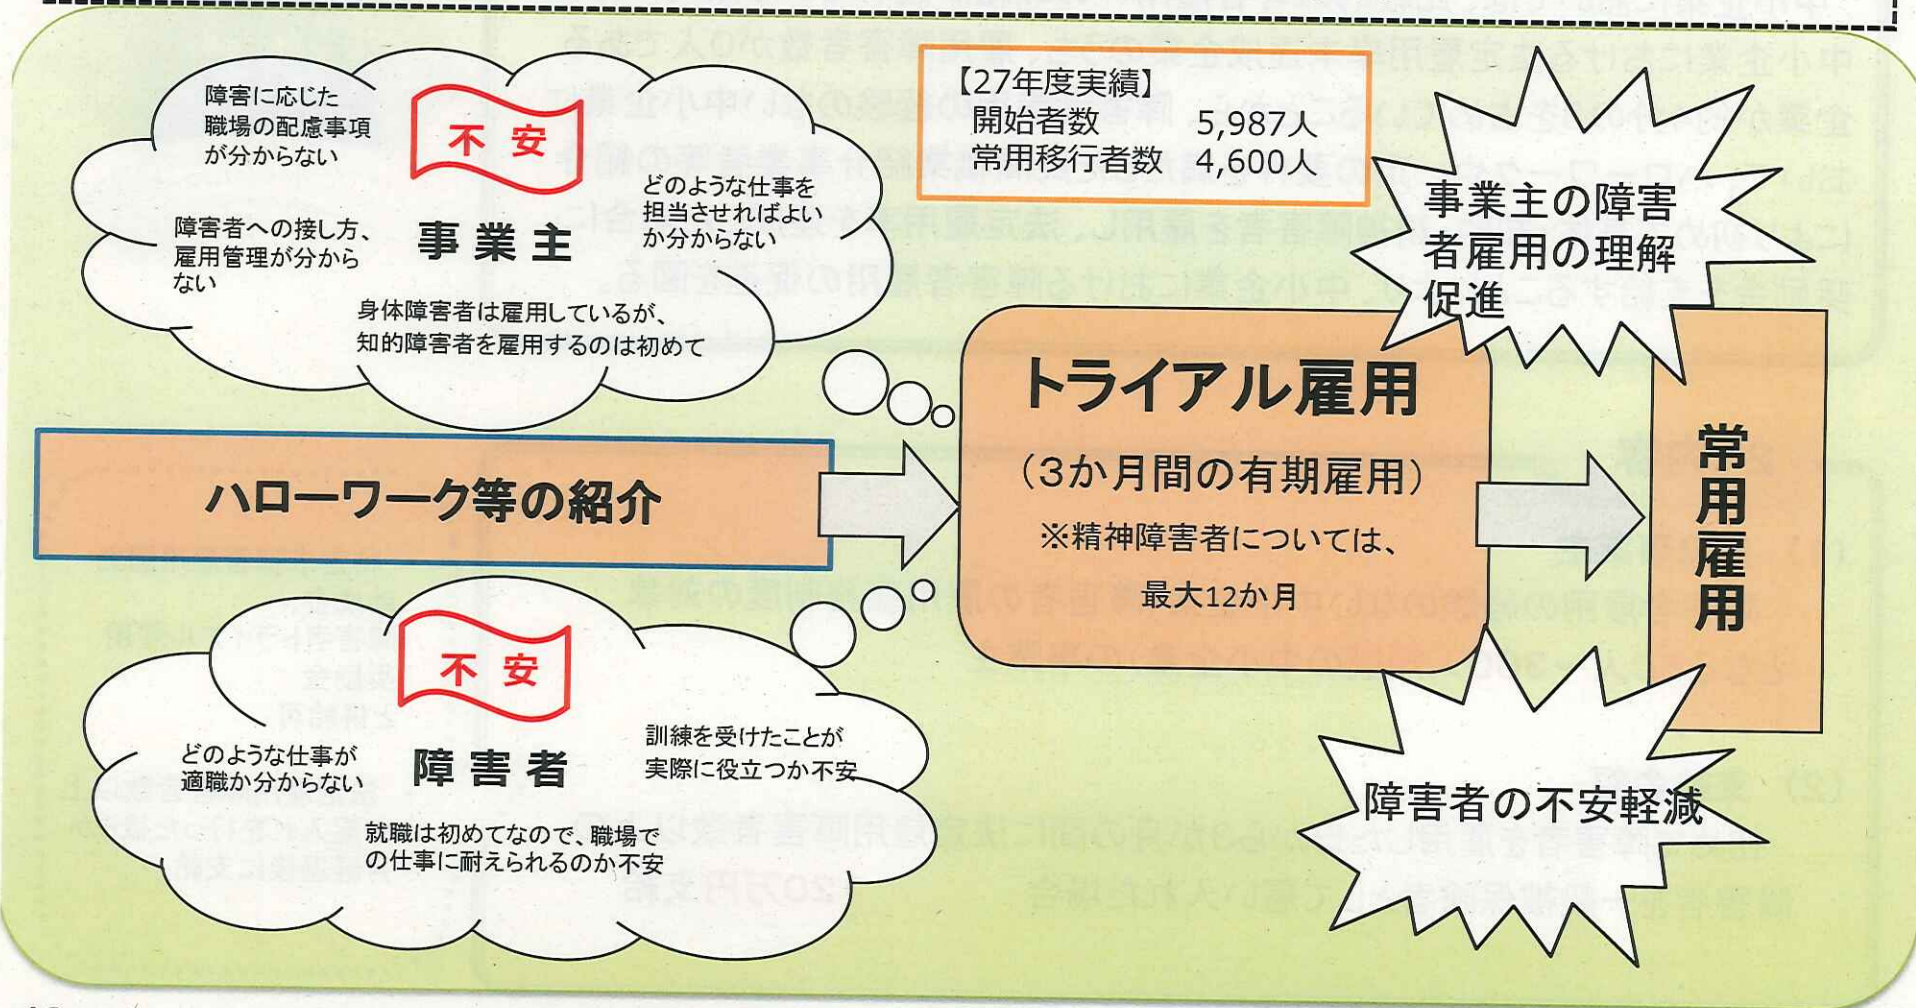 【27年度実績】
開始者数 5,987人
常用移行者数 4,600人
障害に応じた
職場の配慮事項
が分からない
不安
どのような仕事を
担当させればよい
か分からない
障害者への接し方、
雇用管理が分から
ない
事業主
身体障害者は雇用しているが、
知的障害者を雇用するのは初めて
事業主の障害
者雇用の理解
促進
ハローワーク等の紹介
トライアル雇用
(3か月間の有期雇用)
※精神障害者については、
最大12か月
常用雇用
不安
どのような仕事が
適職か分からない
障害者
訓練を受けたことが
実際に役立つか不安
就職は初めてなので、職場で
の仕事に耐えられるのか不安
障害者の不安軽減